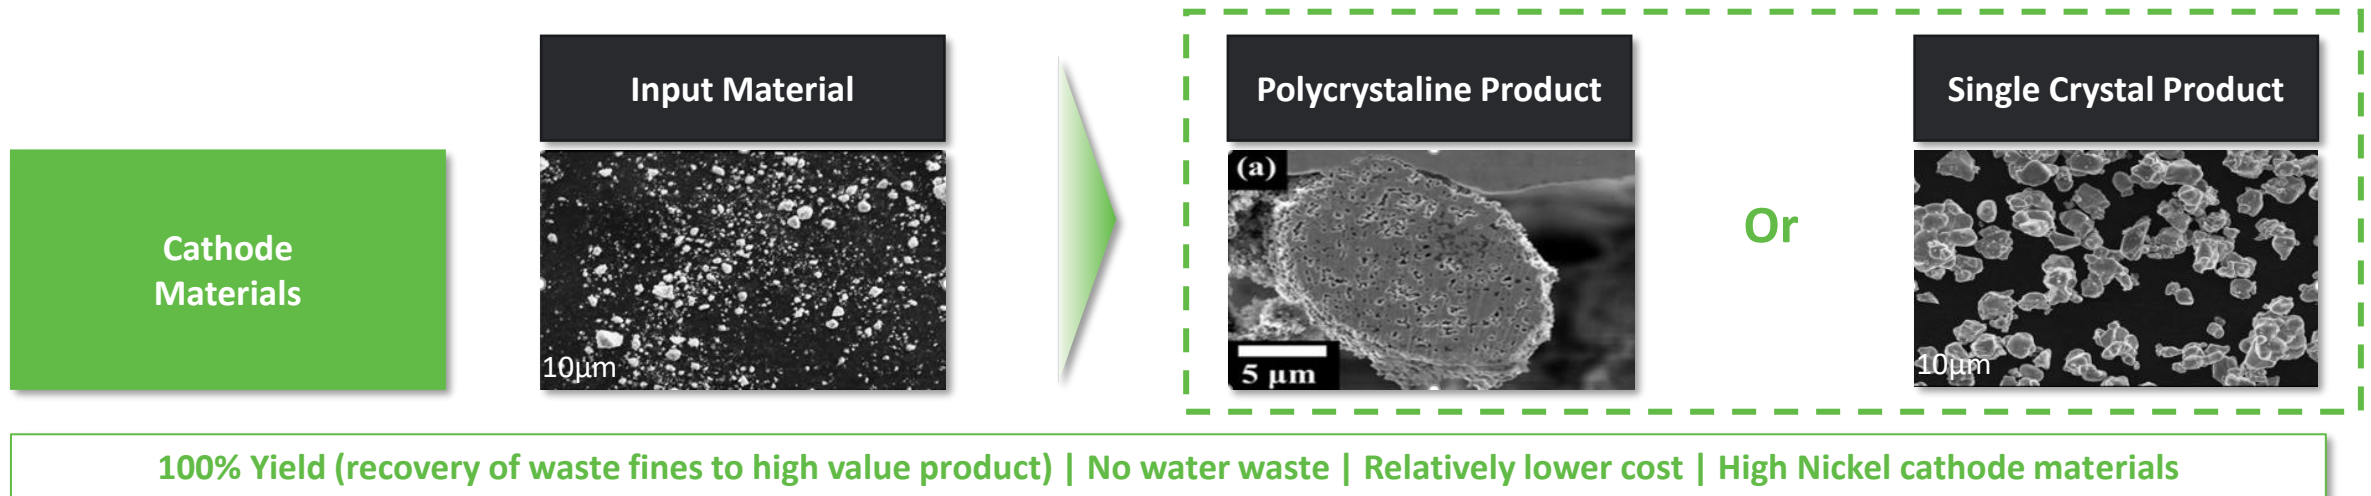 Input Material
Polycrystaline Product
Single Crystal Product
Cathode
Materials
10µm
(a)
5 µm
Or
10µm
100% Yield (recovery of waste fines to high value product) | No water waste | Relatively lower cost | High Nickel cathode materials